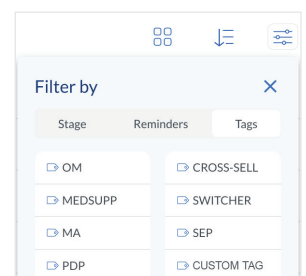 Filter by
Stage Reminders Tags
OM CROSS-SELL
MEDSUPP SWITCHER
MA SEP
PDP CUSTOM TAG